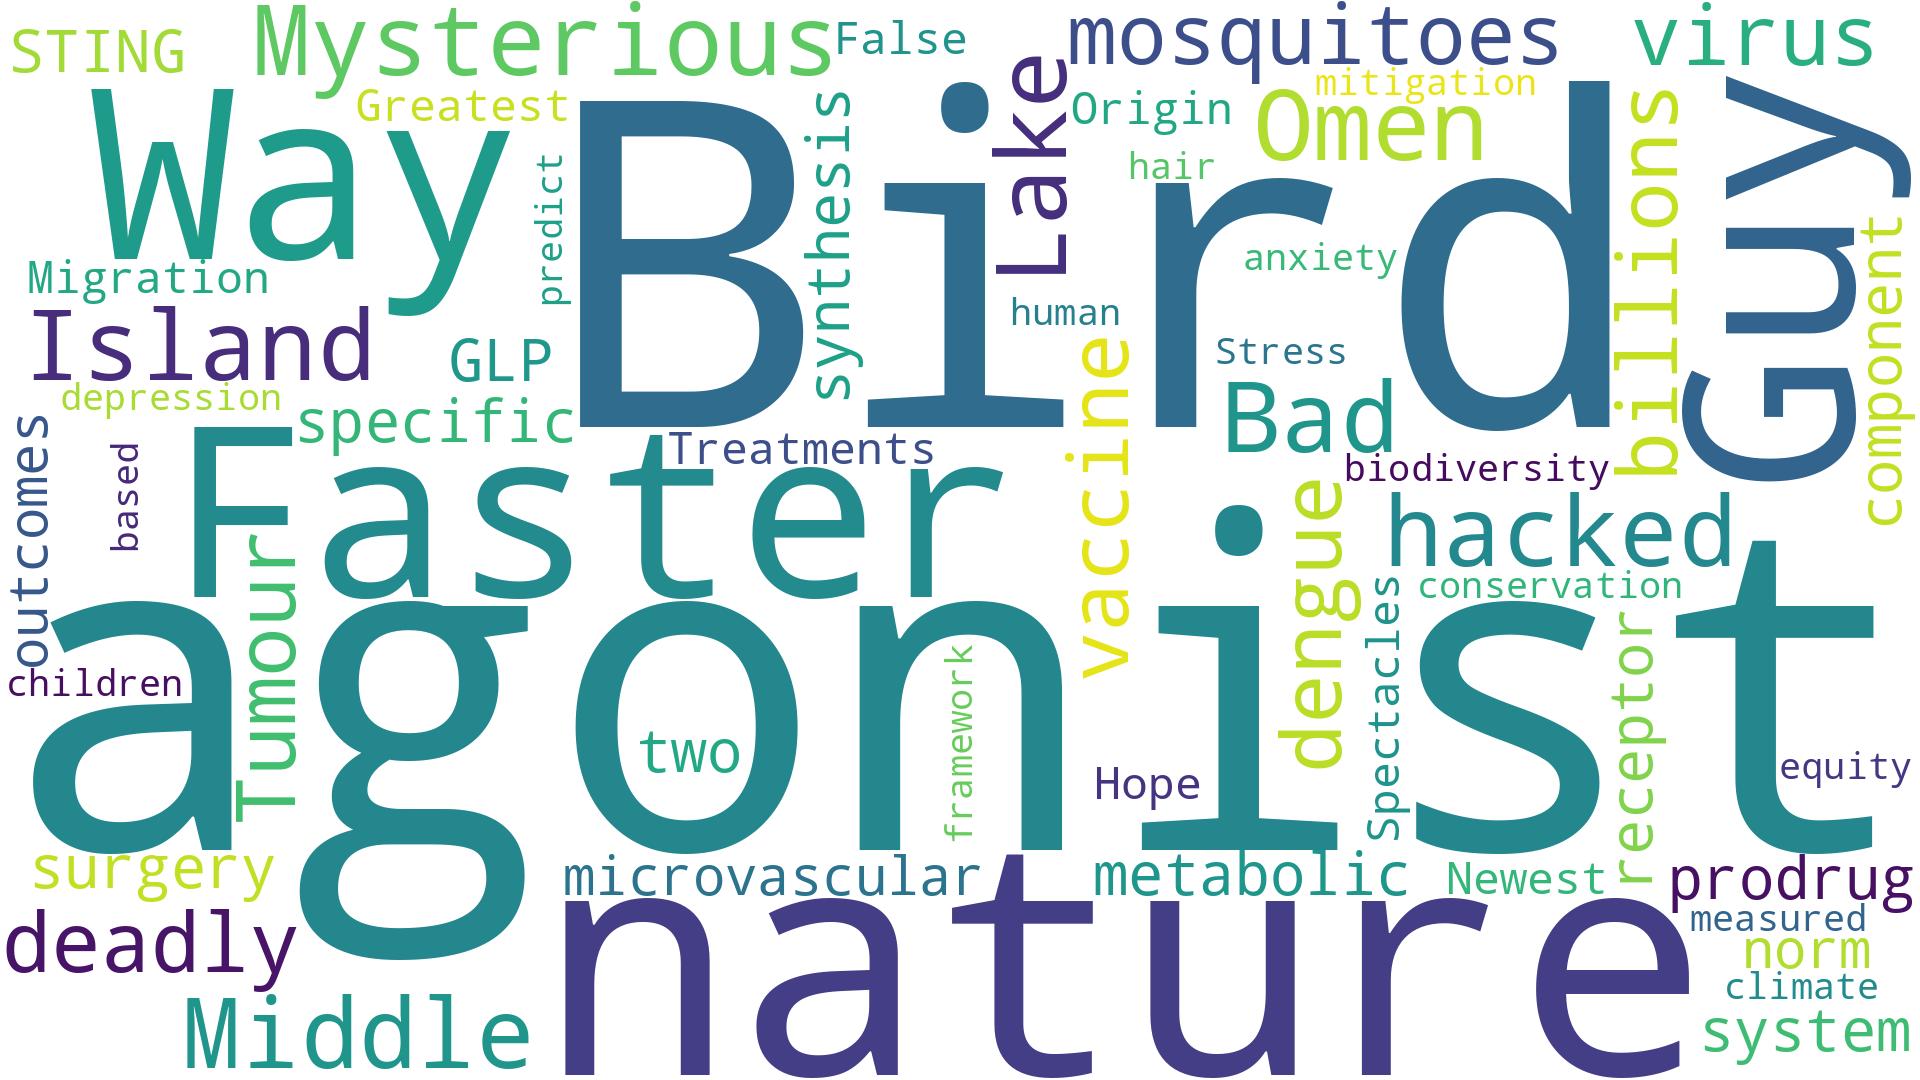 STING
Mysterious
False
mosquitoes
virus
Way
Greatest
Bird
synthesis
Lake
Origin
mitigation
Omen
hair
billions
Guy
predict
Migration
human
anxiety
component
Island
GLP
Stress
depression
specific
Treatments
vaccine
Bad
biodiversity
outcomes
based
Faster
hacked
dengue
conservation
Spectacles
Tumour
children
agonist
two
framework
Hope
receptor
equity
surgery
microvascular
metabolic
Newest
prodrug
deadly
nature
measured
norm
climate
Middle
system